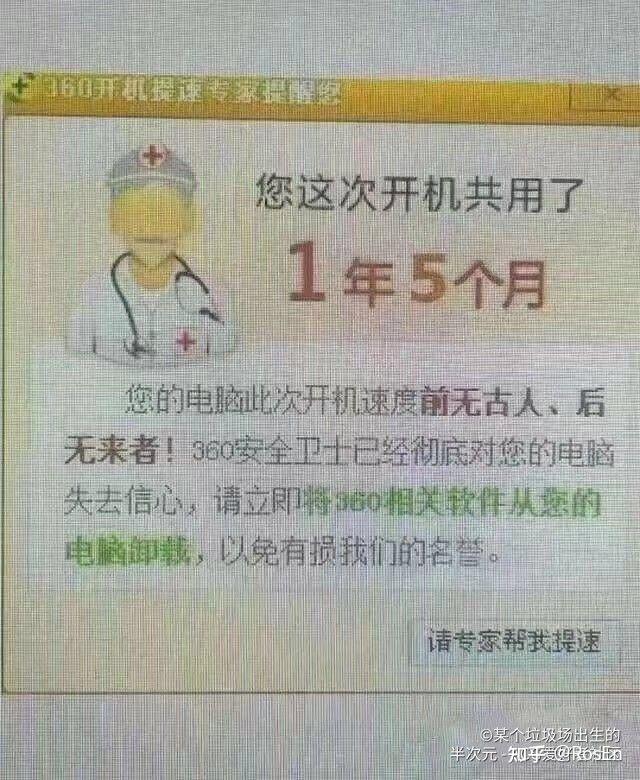 360开机提速专家提醒您
您这次开机共用了
1年5个月
您的电脑此次开机速度前无古人、后
无来者！360安全卫士已经彻底对您的电脑
失去信心，请立即将360相关软件从您的
电脑卸载，以免有损我们的名誉。
请专家帮我提速
©某个垃圾场出生的
半次元 -
知乎 @RosEn